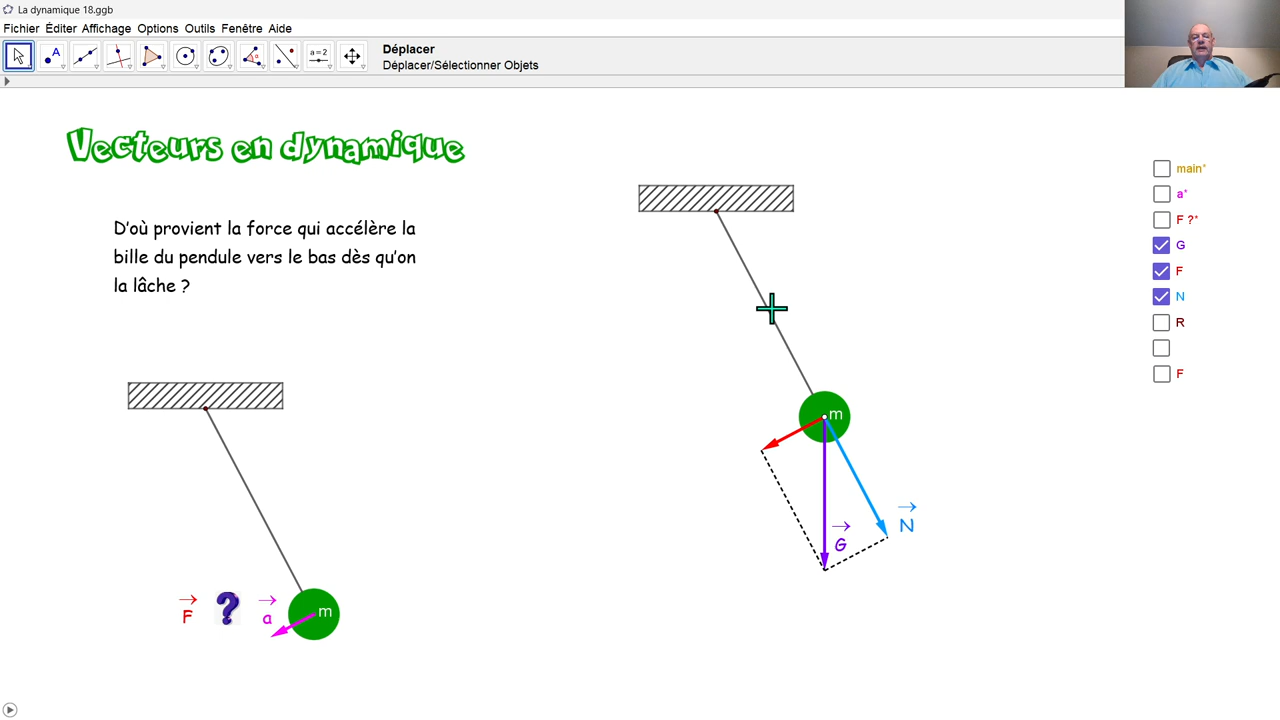 La dynamique 18.ggb
Fichier Éditer Affichage Options Outils Fenêtre Aide
A
a=2
Déplacer
Déplacer/Sélectionner Objets
Vecteurs en dynamique
D'où provient la force qui accélère la
bille du pendule vers le bas dès qu'on
la lâche ?
F ? a m
m
N
G
main*
a*
F ?*
G
F
N
R
F